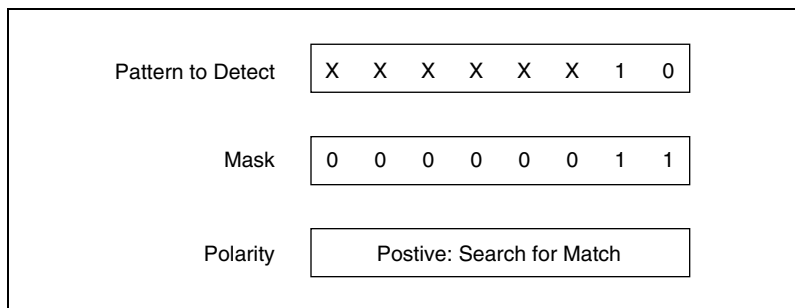 Pattern to Detect X X X X X X 1 0
Mask 0 0 0 0 0 0 1 1
Polarity Postive: Search for Match